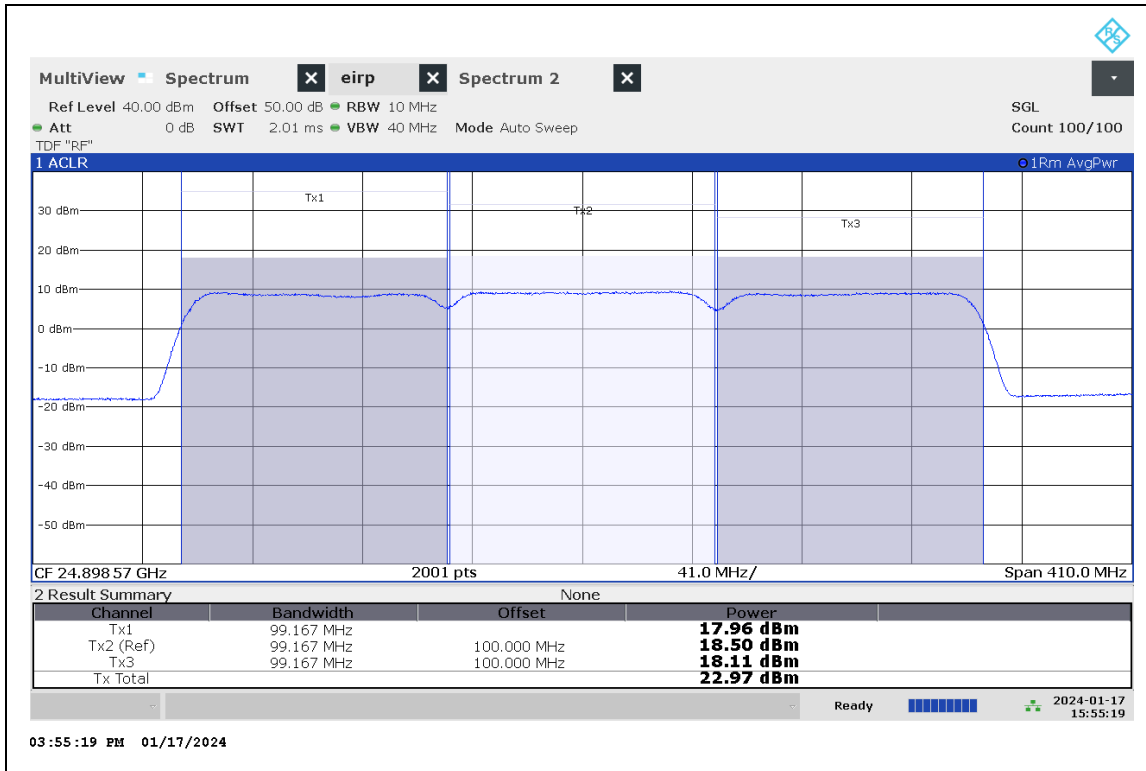 R&S
MultiView Spectrum X eirp X Spectrum 2 X
Ref Level 40.00 dBm Offset 50.00 dB RBW 10 MHz SGL
Att 0 dB SWT 2.01 ms VBW 40 MHz Mode Auto Sweep Count 100/100
TDF "RF"
1 ACLR 1Rm AvgPwr
Tx1
30 dBm
Tx2
Tx3
20 dBm
10 dBm
0 dBm
-10 dBm
-20 dBm
-30 dBm
-40 dBm
-50 dBm
CF 24.89857 GHz 2001 pts 41.0 MHz/ Span 410.0 MHz
2 Result Summary None
Channel Bandwidth Offset Power
Tx1 99.167 MHz 17.96 dBm
Tx2 (Ref) 99.167 MHz 100.000 MHz 18.50 dBm
Tx3 99.167 MHz 100.000 MHz 18.11 dBm
Tx Total 22.97 dBm
Ready 2024-01-17
15:55:19
03:55:19 PM 01/17/2024